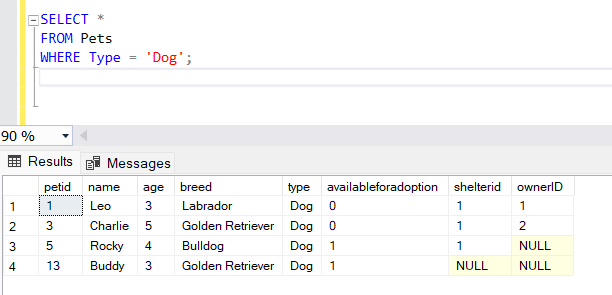 SELECT *
FROM Pets
WHERE Type = 'Dog';
90 %
Results Messages
petid name age breed type availableforadoption shelterid ownerID
1 1 Leo 3 Labrador Dog 0 1 1
2 3 Charlie 5 Golden Retriever Dog 0 1 2
3 5 Rocky 4 Bulldog Dog 1 1 NULL
4 13 Buddy 3 Golden Retriever Dog 1 NULL NULL